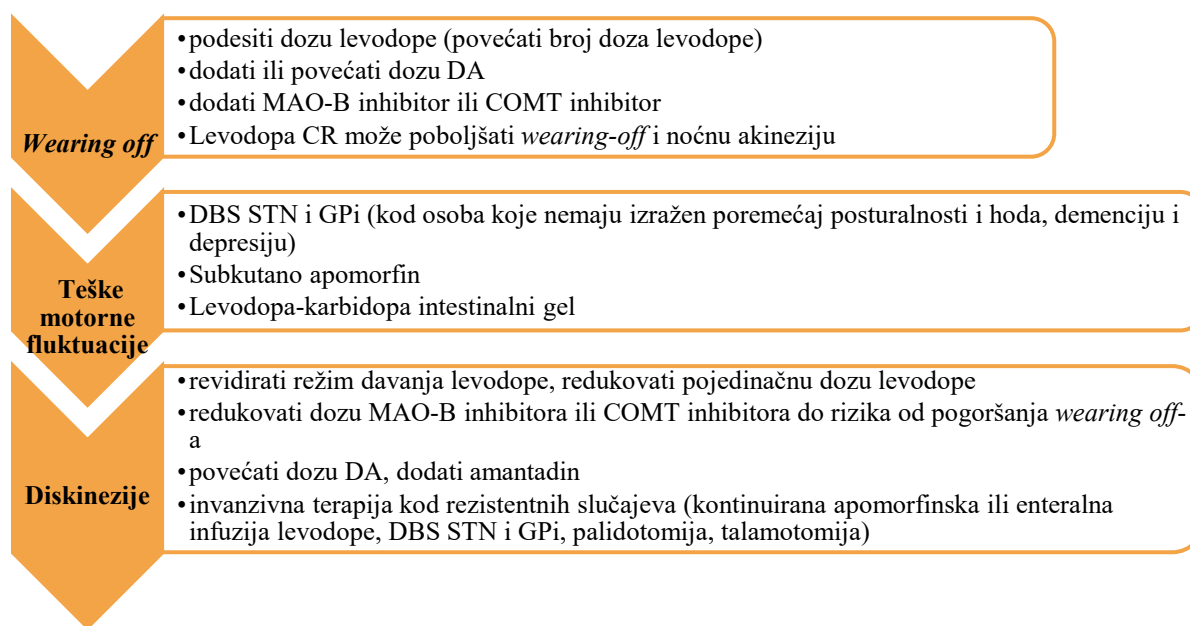 Wearing off
•podesiti dozu levodope (povećati broj doza levodope)
•dodati ili povećati dozu DA
•dodati MAO-B inhibitor ili COMT inhibitor
•Levodopa CR može poboljšati wearing-off i noćnu akineziju
Teške
motorne
fluktuacije
•DBS STN i GPi (kod osoba koje nemaju izražen poremećaj posturalnosti i hoda, demenciju i
depresiju)
•Subkutano apomorfin
•Levodopa-karbidopa intestinalni gel
Diskinezije
•revidirati režim davanja levodope, redukovati pojedinačnu dozu levodope
•redukovati dozu MAO-B inhibitora ili COMT inhibitora do rizika od pogoršanja wearing off-
a
•povećati dozu DA, dodati amantadin
•invanzivna terapija kod rezistentnih slučajeva (kontinuirana apomorfinska ili enteralna
infuzija levodope, DBS STN i GPi, palidotomija, talamotomija)